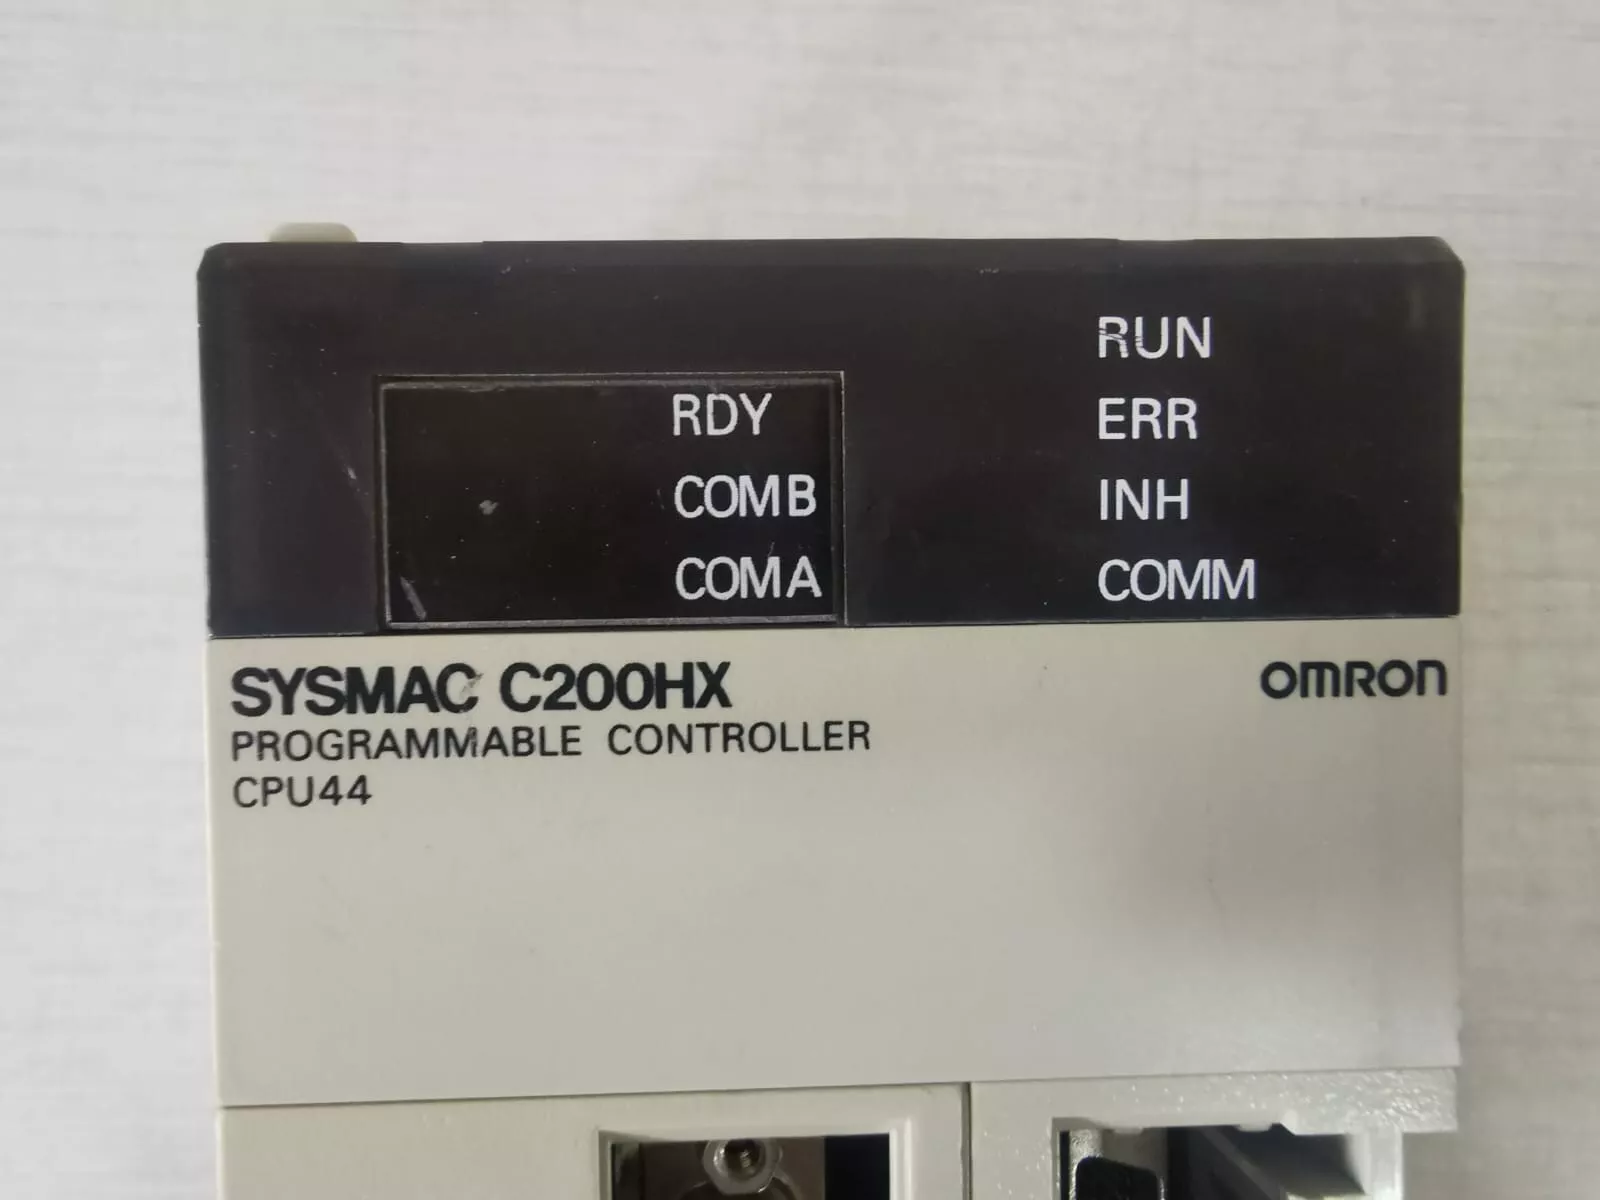 RUN
RDY
ERR
COMB
INH
COMA
COMM
SYSMAC C200HX
OMRON
PROGRAMMABLE CONTROLLER
CPU44